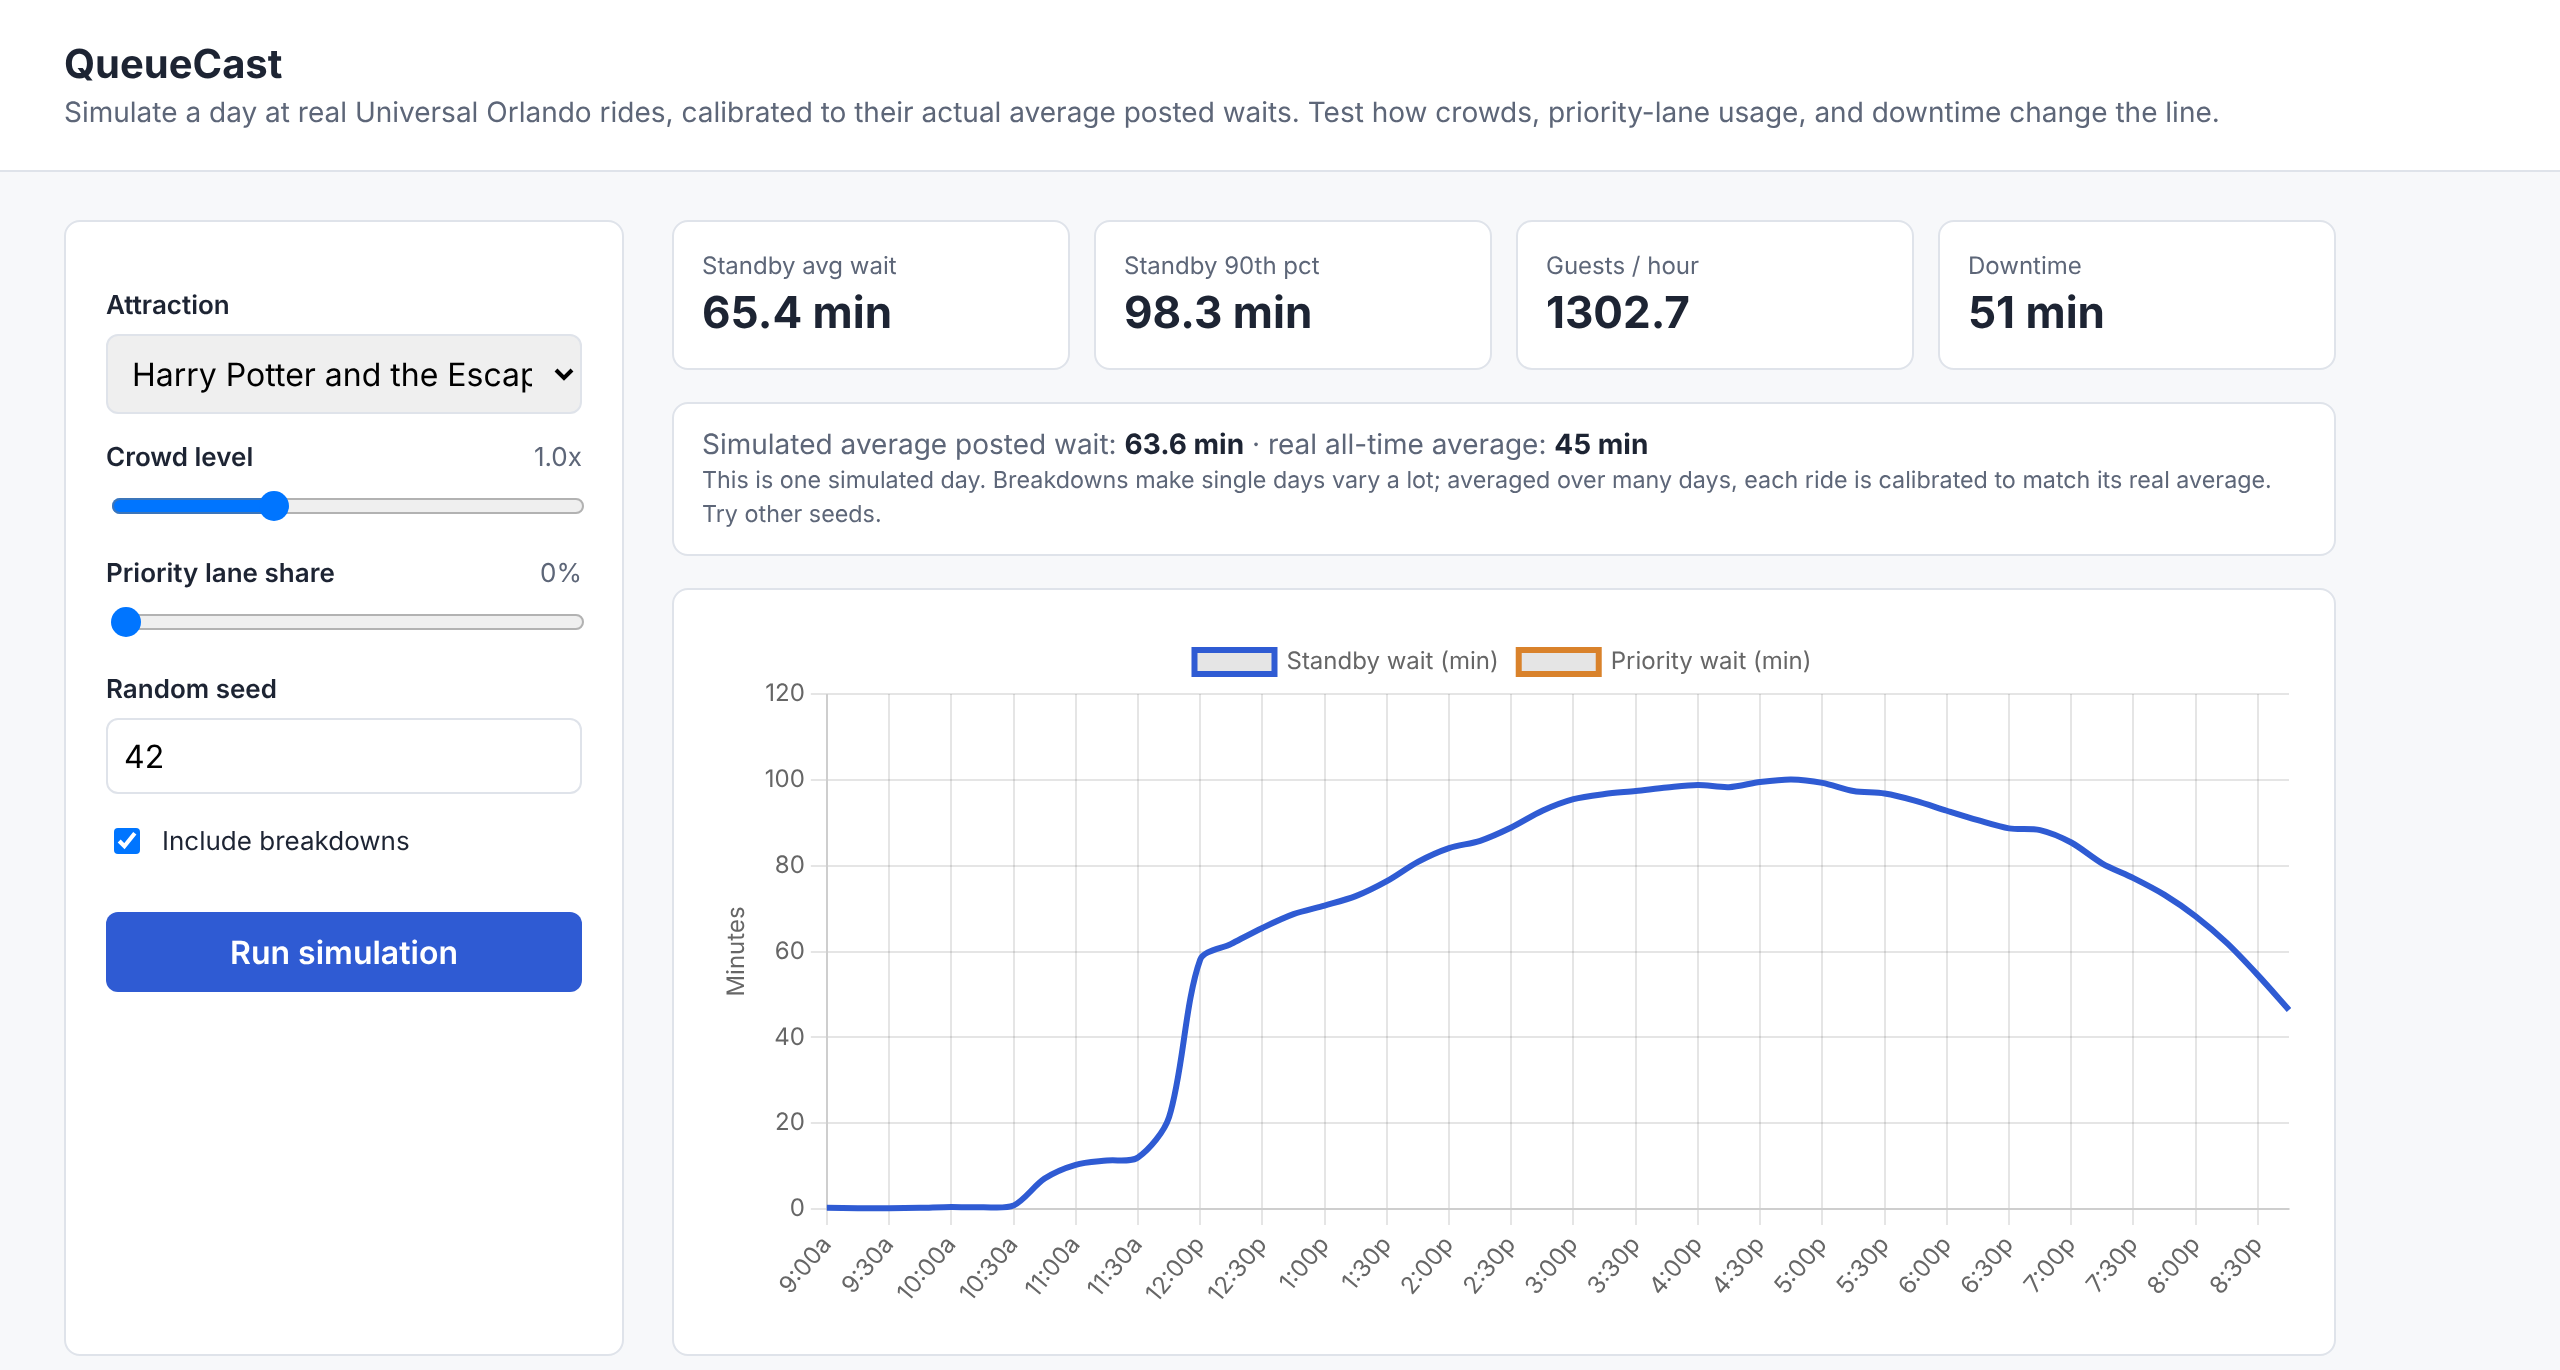 QueueCast
Simulate a day at real Universal Orlando rides, calibrated to their actual average posted waits. Test how crowds, priority-lane usage, and downtime change the line.
Attraction
Harry Potter and the Escap
Crowd level 1.0x
Priority lane share 0%
Random seed
42
Include breakdowns
Run simulation
Standby avg wait
65.4 min
Standby 90th pct
98.3 min
Guests / hour
1302.7
Downtime
51 min
Simulated average posted wait: 63.6 min · real all-time average: 45 min
This is one simulated day. Breakdowns make single days vary a lot; averaged over many days, each ride is calibrated to match its real average.
Try other seeds.
Standby wait (min) Priority wait (min)
Minutes
120
100
80
60
40
20
0
9:00a 9:30a 10:00a 10:30a 11:00a 11:30a 12:00p 12:30p 1:00p 1:30p 2:00p 2:30p 3:00p 3:30p 4:00p 4:30p 5:00p 5:30p 6:00p 6:30p 7:00p 7:30p 8:00p 8:30p